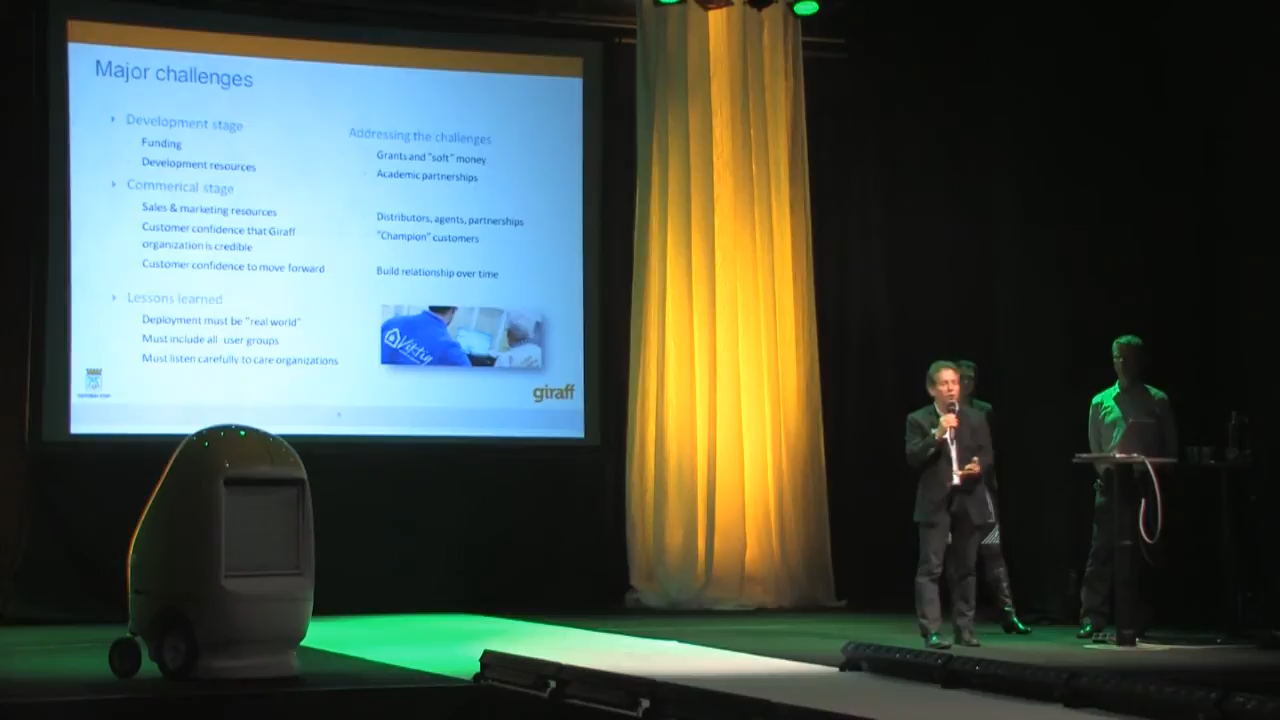 Major challenges
Development stage
Funding
Development resources
Commerical stage
Sales & marketing resources
Customer confidence that Giraff
organization is credible
Customer confidence to move forward
Lessons learned
Deployment must be "real world"
Must include all user groups
Must listen carefully to care organizations
Addressing the challenges
Grants and "soft" money
Academic partnerships
Distributors, agents, partnerships
"Champion" customers
Build relationship over time
giraff